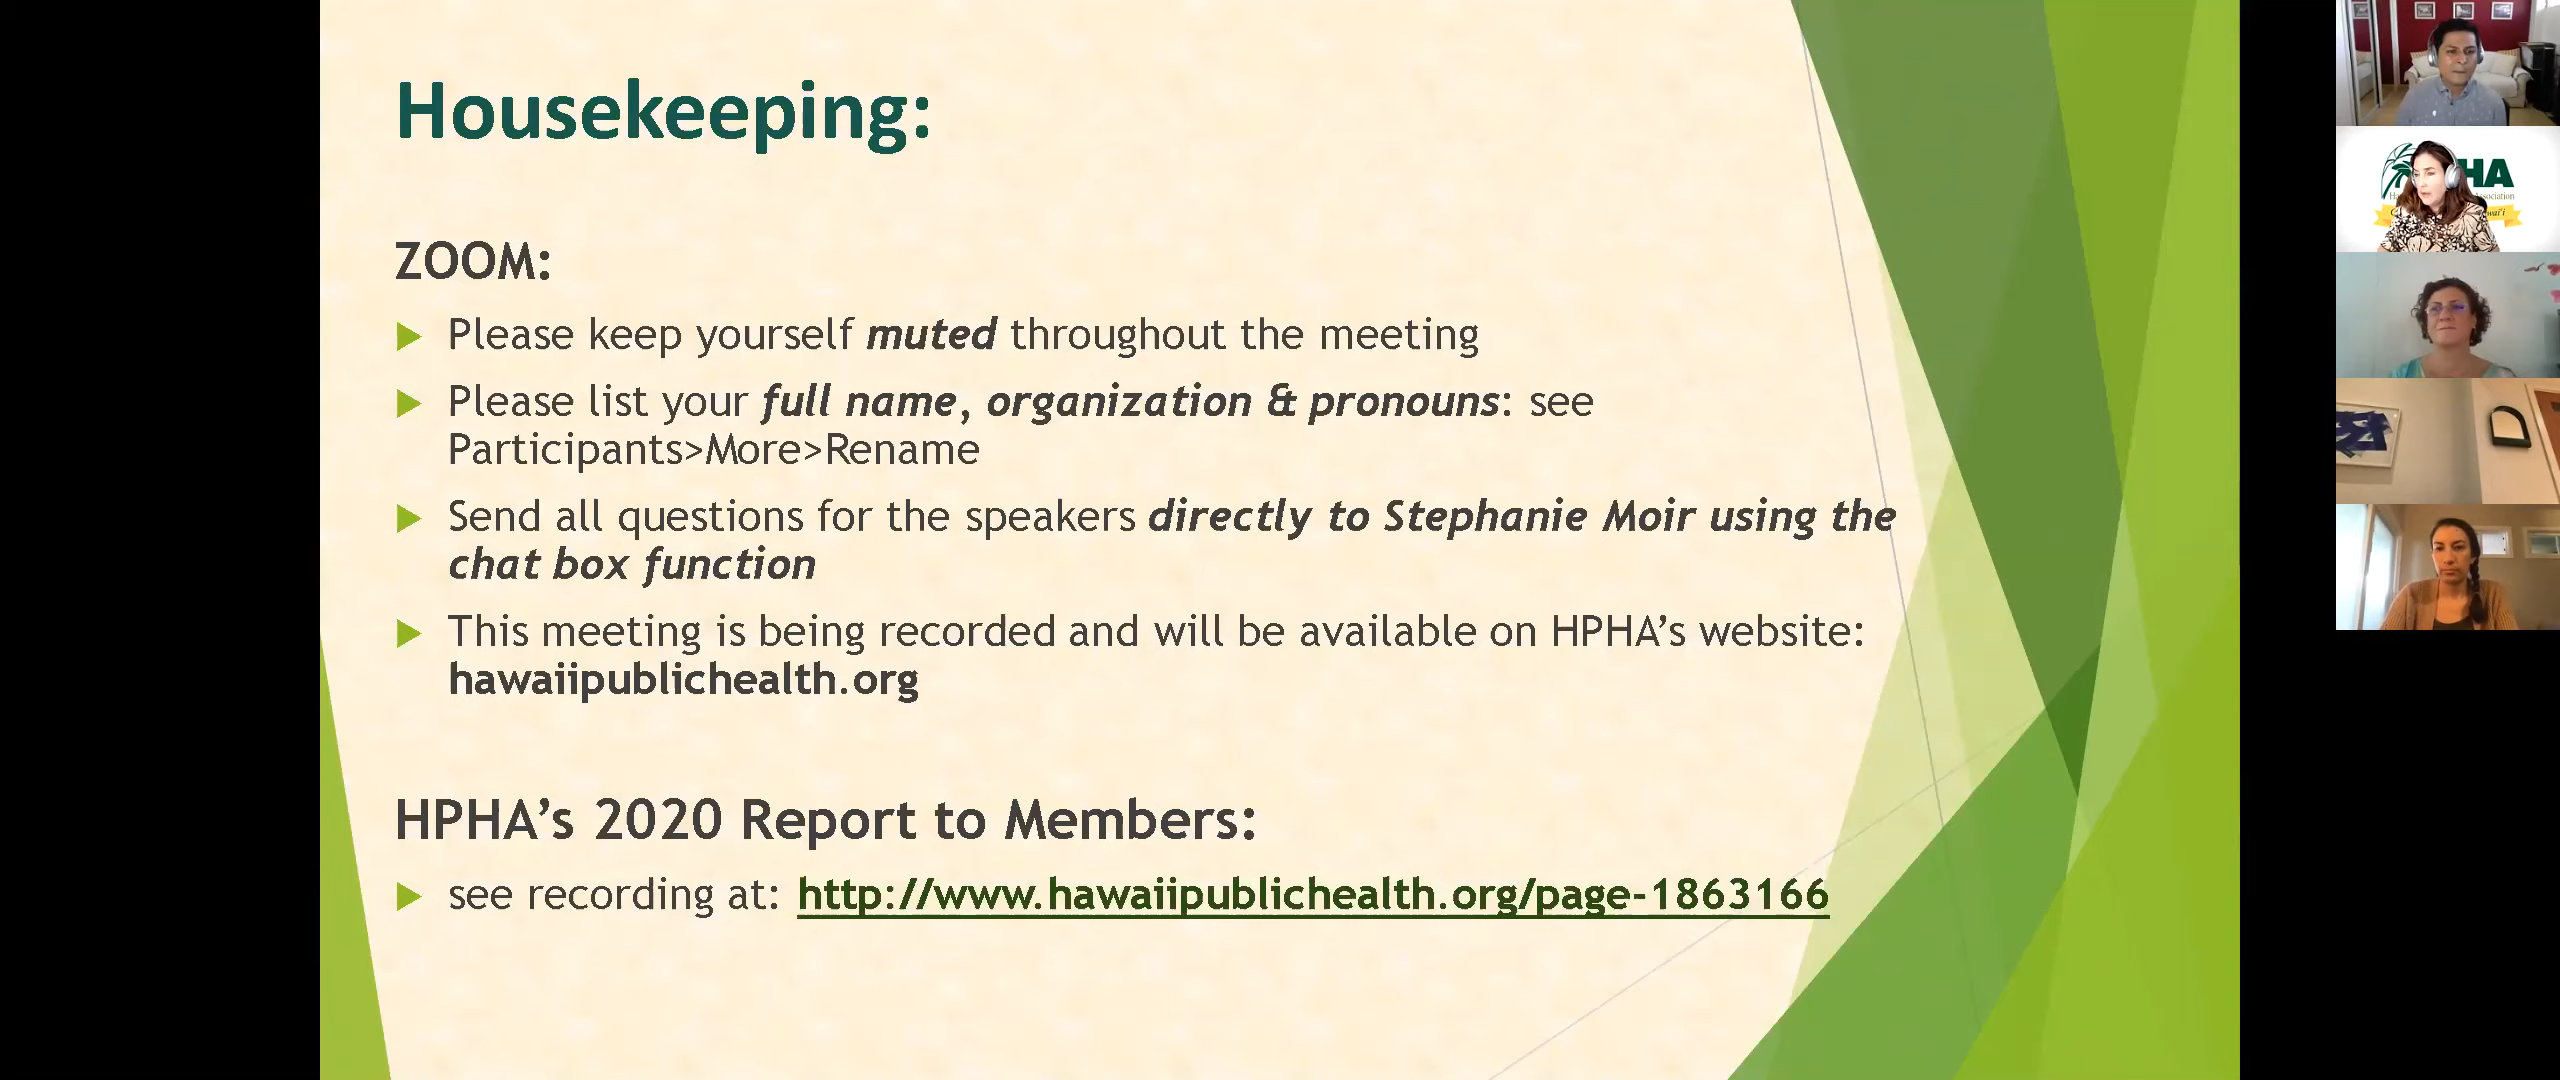 Housekeeping:
ZOOM:
Please keep yourself muted throughout the meeting
Please list your full name, organization & pronouns: see
Participants>More>Rename
Send all questions for the speakers directly to Stephanie Moir using the
chat box function
This meeting is being recorded and will be available on HPHA’s website:
hawaiipublichealth.org
HPHA’s 2020 Report to Members:
see recording at: http://www.hawaiipublichealth.org/page-1863166
HA